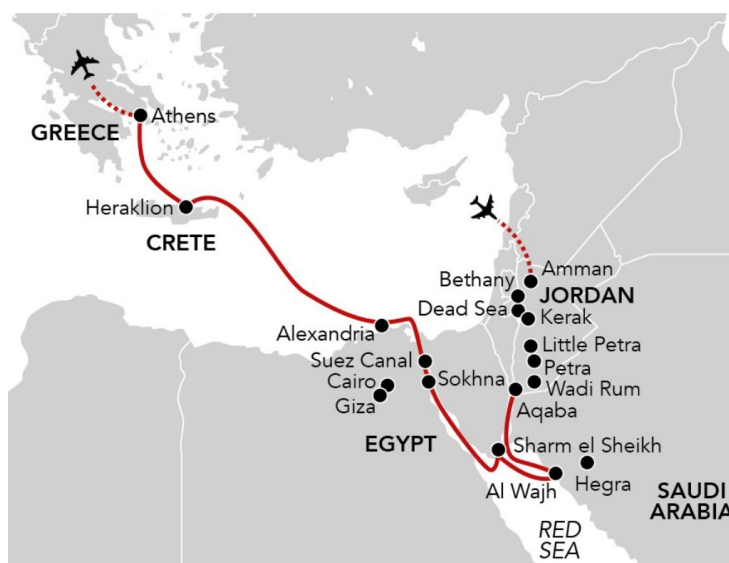 Athens
GREECE
Heraklion
CRETE
Amman
Bethany
JORDAN
Dead Sea
Kerak
Alexandria
Little Petra
Suez Canal
Petra
Cairo
Sokhna
Wadi Rum
Giza
Aqaba
EGYPT
Sharm el Sheikh
Al Wajh
Hegra
SAUDI
ARABIA
RED
SEA